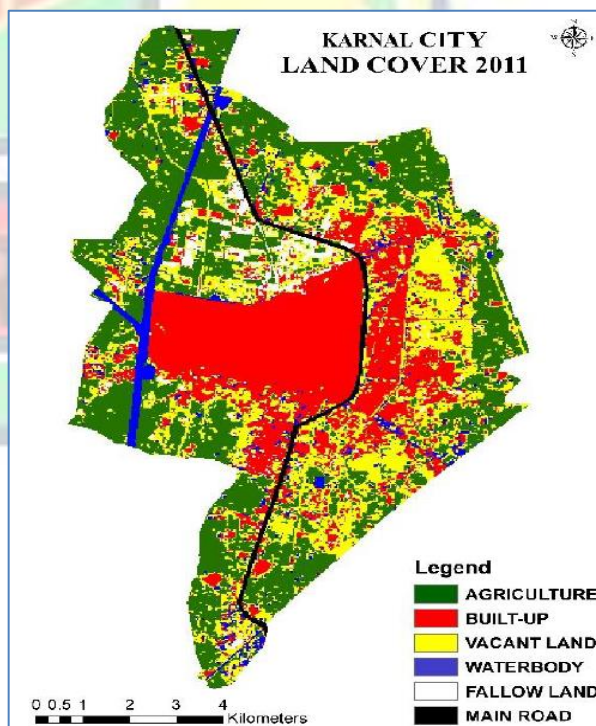 KARNAL CITY
LAND COVER 2011
N
Legend
AGRICULTURE
BUILT-UP
VACANT LAND
WATERBODY
FALLOW LAND
MAIN ROAD
0 0.5 1 2 3 4
Kilometers